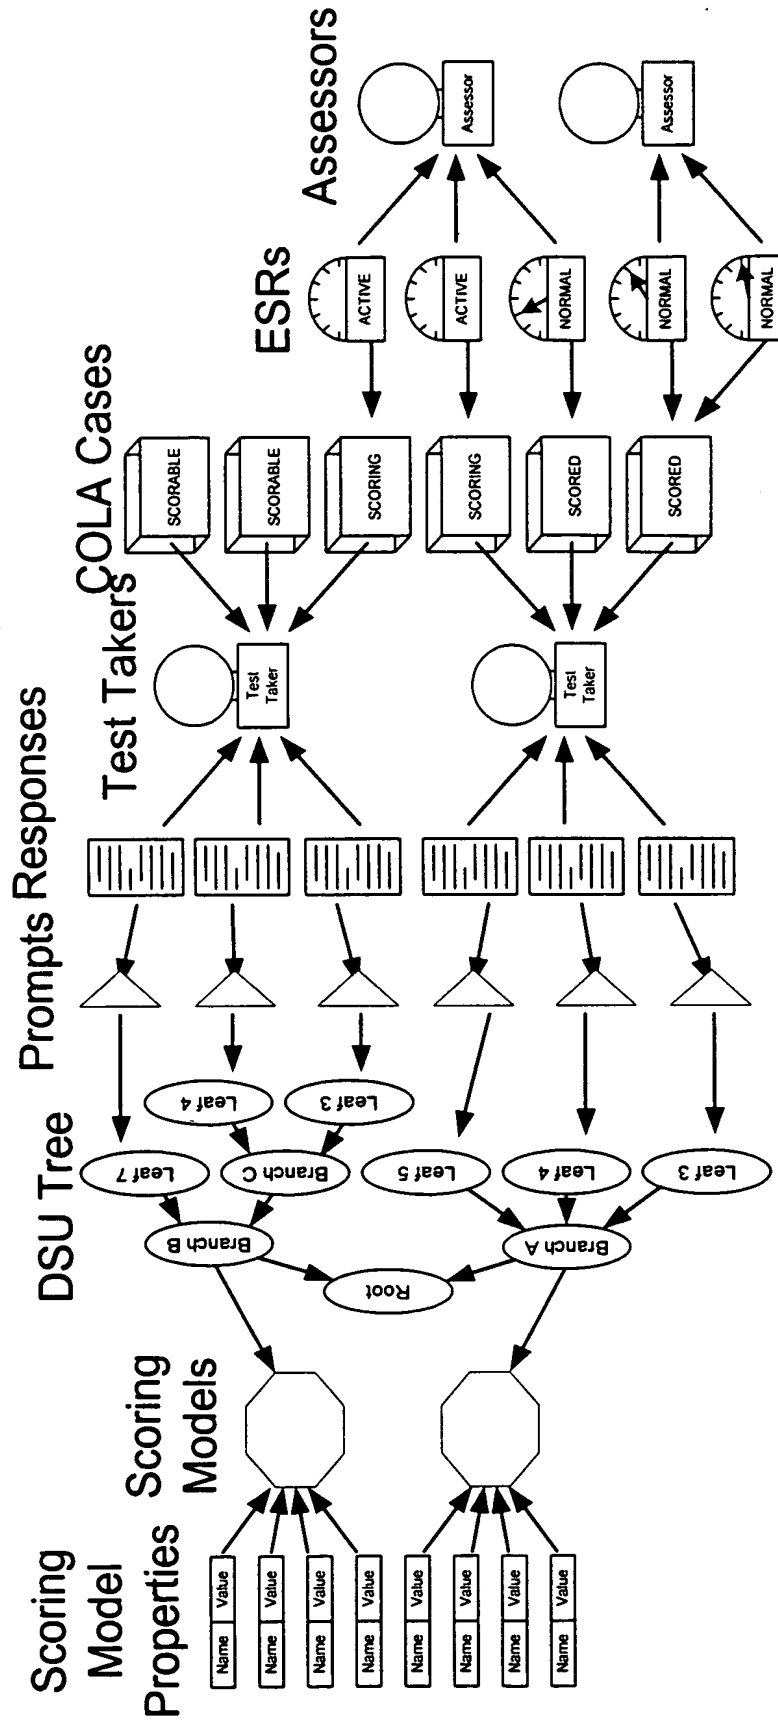 Scoring
Model
Properties
Scoring
Models
DSU Tree
Prompts
Responses
Test Takers
COLA Cases
ESRs
Assessors
Name Value
Name Value
Name Value
Name Value
Name Value
Name Value
Name Value
Name Value
Root
Branch B
Branch A
Leaf 7
Branch C
Leaf 5
Leaf 4
Leaf 3
Leaf 4
Leaf 3
Test
Taker
Test
Taker
SCORABLE
SCORABLE
SCORING
SCORING
SCORED
SCORED
ACTIVE
ACTIVE
NORMAL
NORMAL
NORMAL
Assessor
Assessor